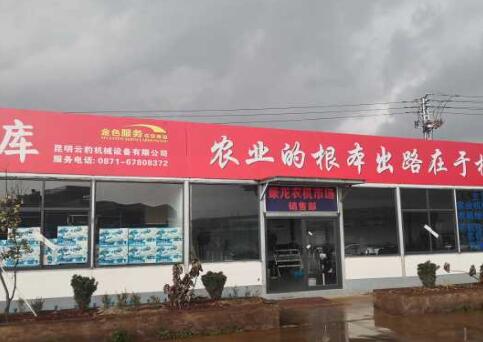 库
金色服务
昆明云豹机械设备有限公司
服务电话: 0871-67808372
农业的根本出路在于
龙农机市场
销售部